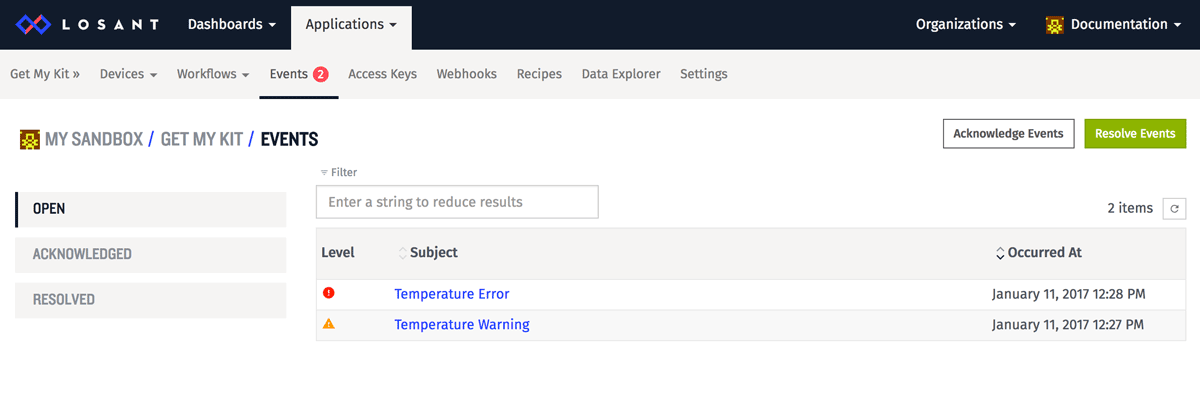 LOSANT Dashboards Applications Organizations Documentation
Get My Kit » Devices Workflows Events 2 Access Keys Webhooks Recipes Data Explorer Settings
MY SANDBOX / GET MY KIT / EVENTS
Acknowledge Events Resolve Events
Filter
Enter a string to reduce results
2 items
OPEN
ACKNOWLEDGED
RESOLVED
Level Subject Occurred At
Temperature Error January 11, 2017 12:28 PM
Temperature Warning January 11, 2017 12:27 PM